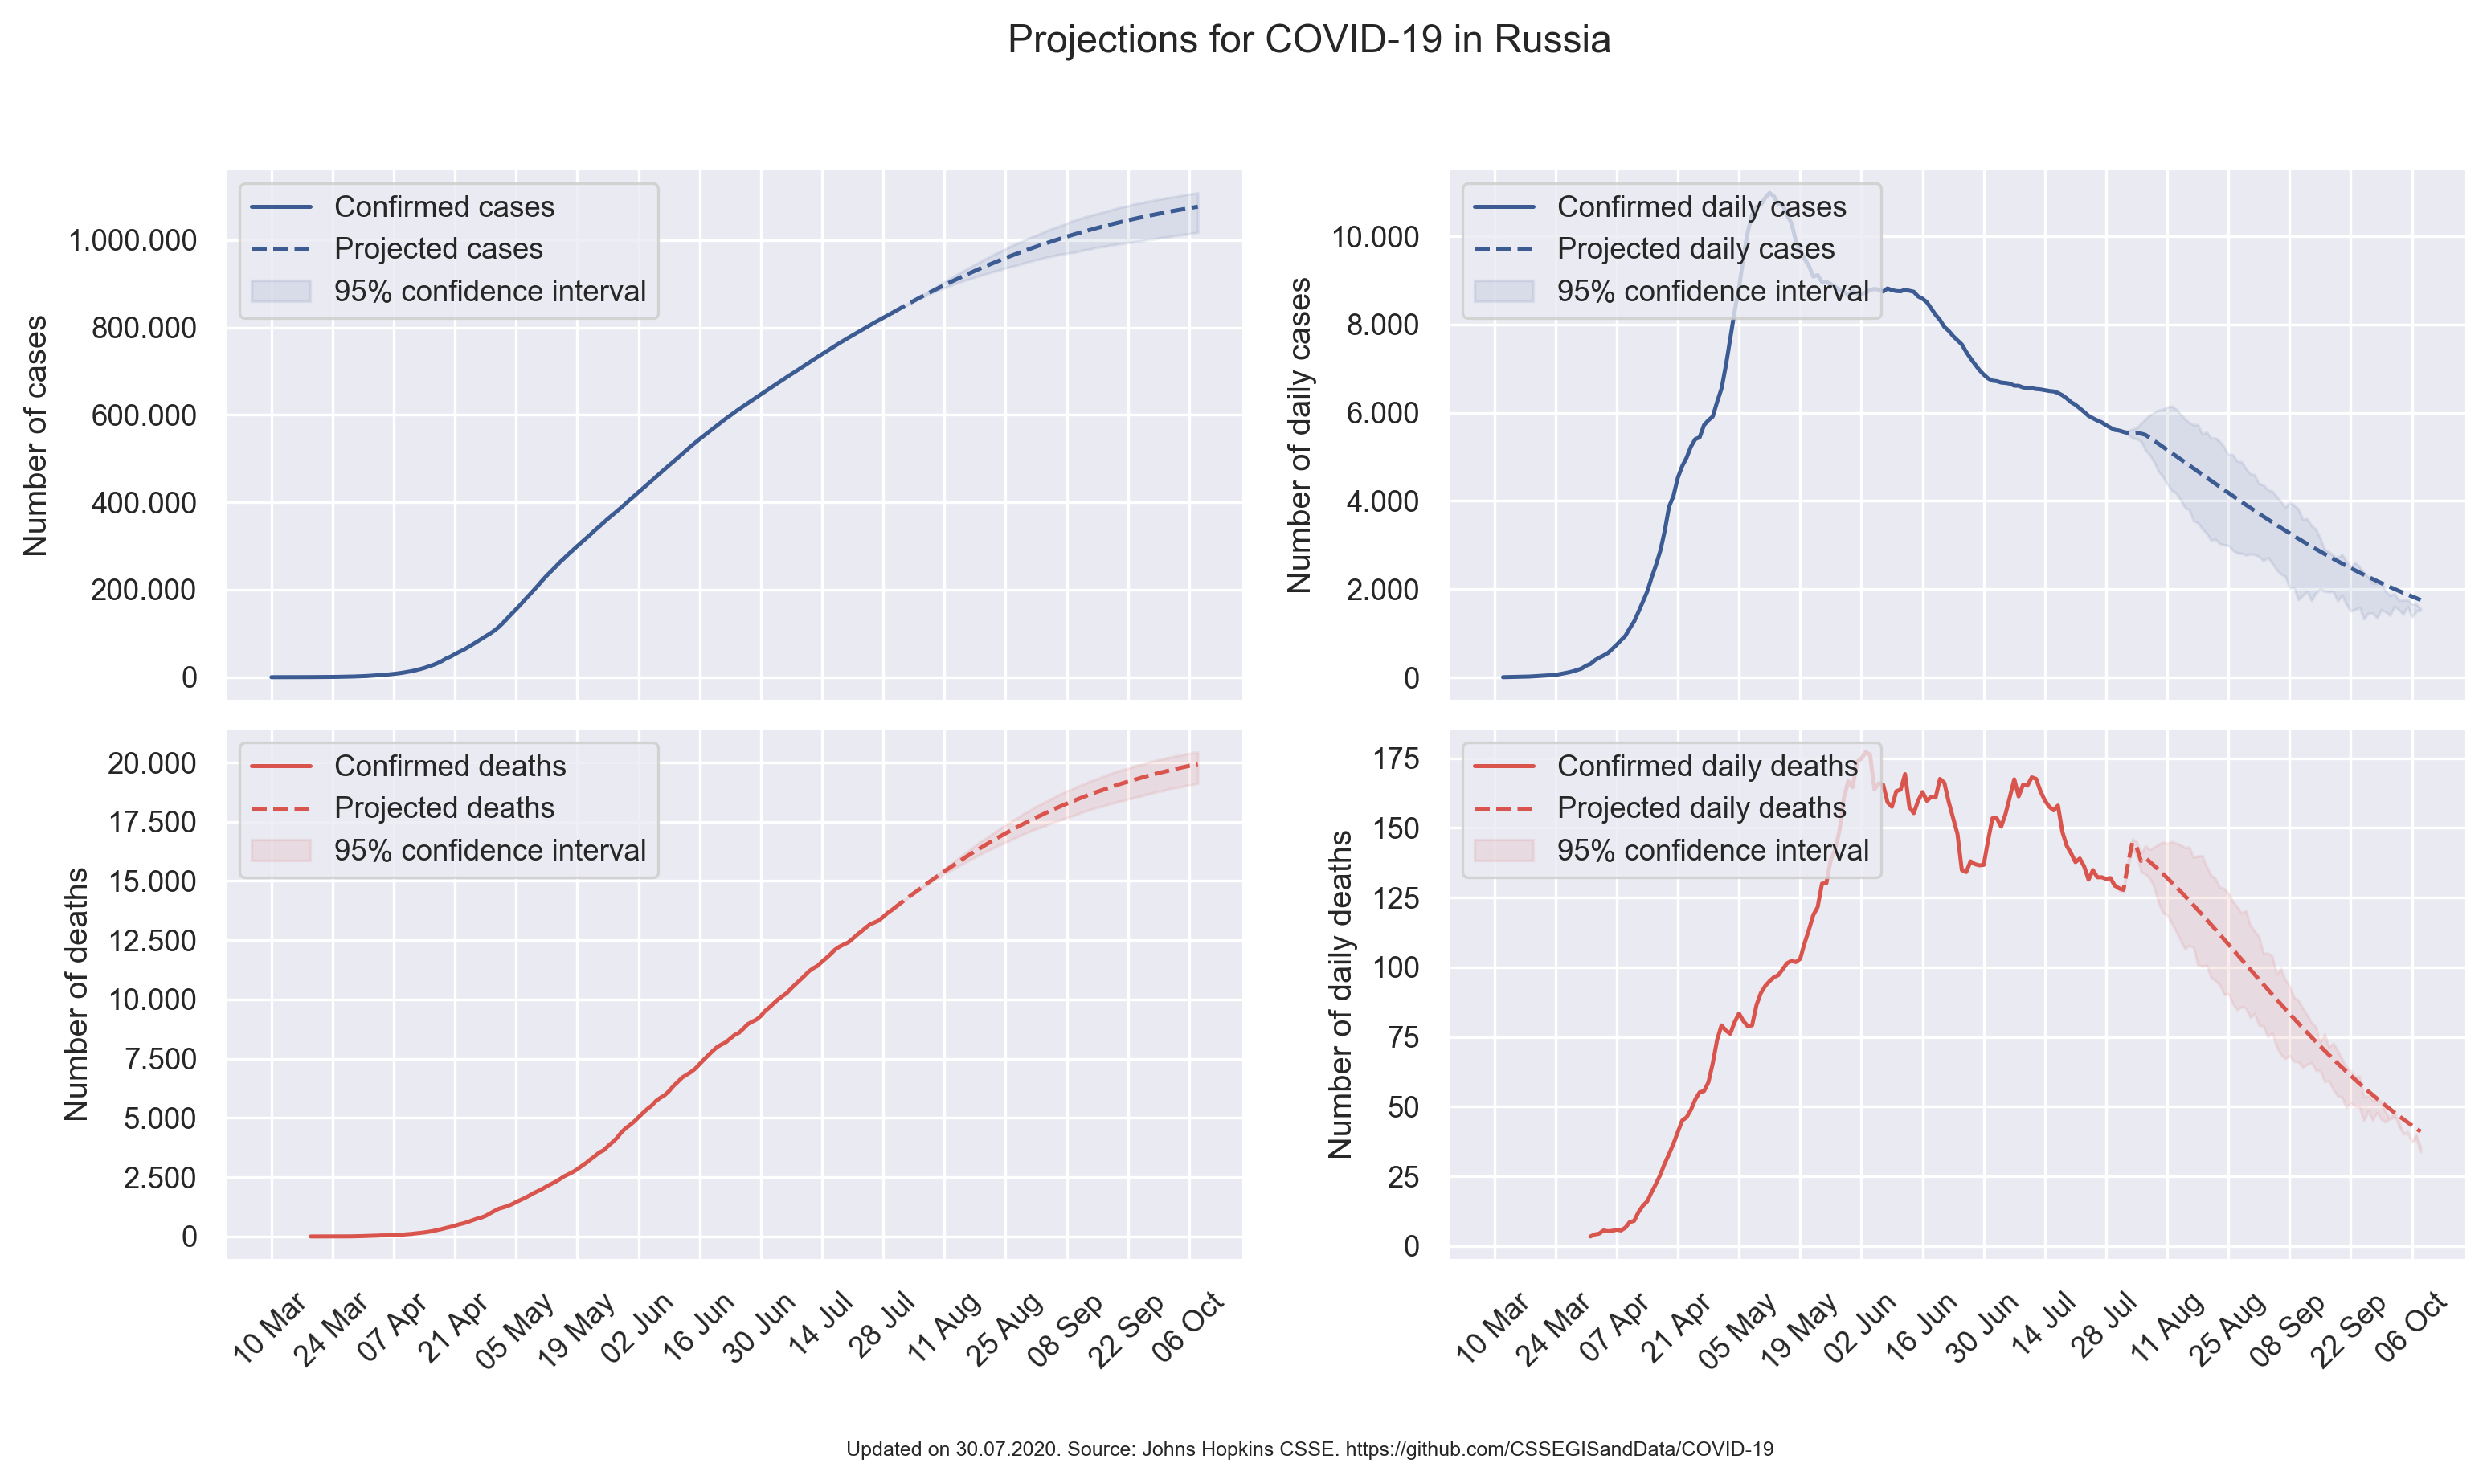 Projections for COVID-19 in Russia
Number of cases
1.000.000
800.000
600.000
400.000
200.000
0
Confirmed cases
Projected cases
95% confidence interval
Number of daily cases
10.000
8.000
6.000
4.000
2.000
0
Confirmed daily cases
Projected daily cases
95% confidence interval
Number of deaths
20.000
17.500
15.000
12.500
10.000
7.500
5.000
2.500
0
Confirmed deaths
Projected deaths
95% confidence interval
10 Mar
24 Mar
07 Apr
21 Apr
05 May
19 May
02 Jun
16 Jun
30 Jun
14 Jul
28 Jul
11 Aug
25 Aug
08 Sep
22 Sep
06 Oct
Number of daily deaths
175
150
125
100
75
50
25
0
Confirmed daily deaths
Projected daily deaths
95% confidence interval
10 Mar
24 Mar
07 Apr
21 Apr
05 May
19 May
02 Jun
16 Jun
30 Jun
14 Jul
28 Jul
11 Aug
25 Aug
08 Sep
22 Sep
06 Oct
Updated on 30.07.2020. Source: Johns Hopkins CSSE. https://github.com/CSSEGISandData/COVID-19